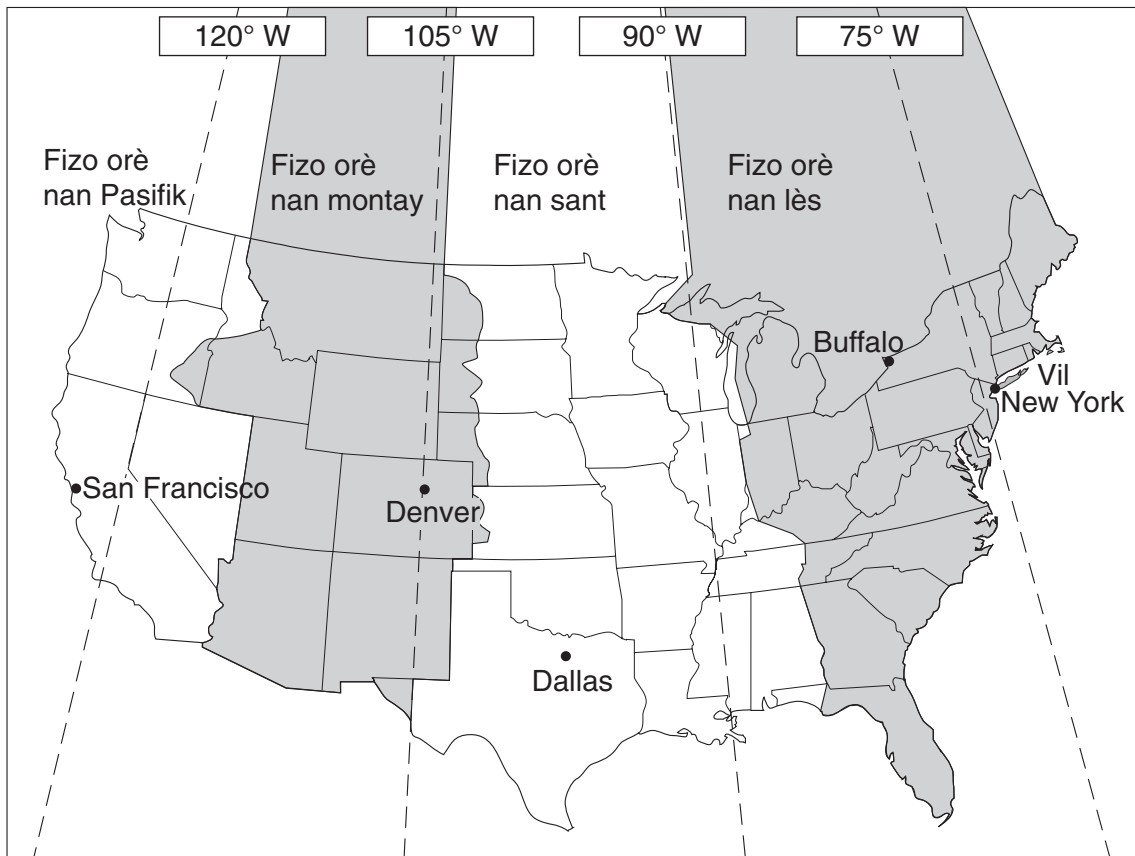 120° W
105° W
90° W
75° W
Fizo orè
nan Pasifik
Fizo orè
nan montay
Fizo orè
nan sant
Fizo orè
nan lès
Buffalo
Vil
New York
San Francisco
Denver
Dallas